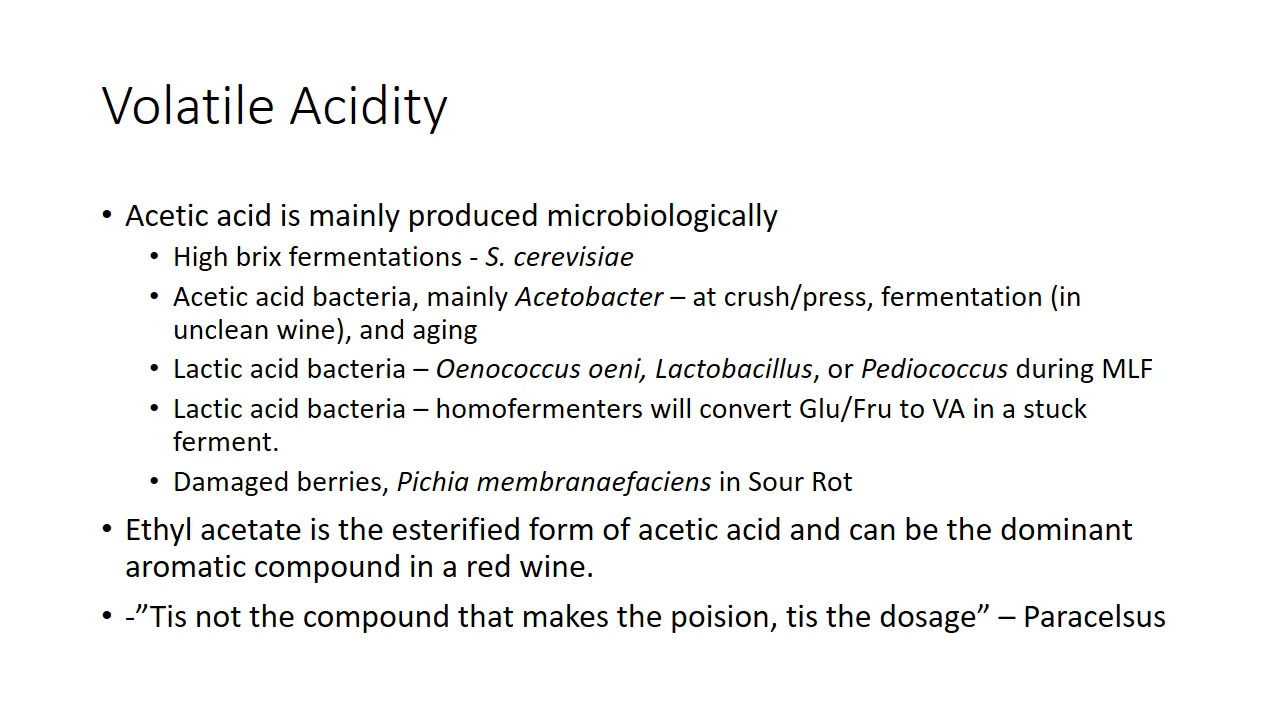 Volatile Acidity
• Acetic acid is mainly produced microbiologically
• High brix fermentations - S. cerevisiae
• Acetic acid bacteria, mainly Acetobacter – at crush/press, fermentation (in
unclean wine), and aging
• Lactic acid bacteria – Oenococcus oeni, Lactobacillus, or Pediococcus during MLF
• Lactic acid bacteria – homofermenters will convert Glu/Fru to VA in a stuck
ferment.
• Damaged berries, Pichia membranaefaciens in Sour Rot
• Ethyl acetate is the esterified form of acetic acid and can be the dominant
aromatic compound in a red wine.
• -”Tis not the compound that makes the poision, tis the dosage” – Paracelsus